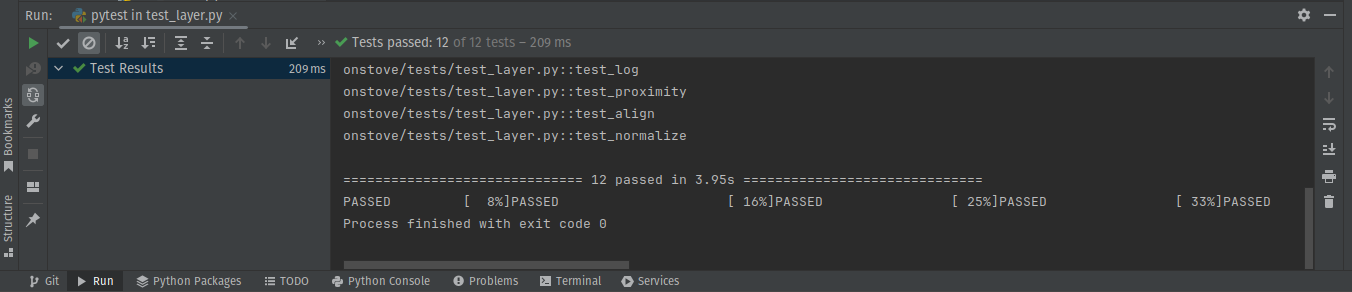 Run: pytest in test_layer.py
» Tests passed: 12 of 12 tests – 209 ms
Test Results 209 ms
onstove/tests/test_layer.py::test_log
onstove/tests/test_layer.py::test_proximity
onstove/tests/test_layer.py::test_align
onstove/tests/test_layer.py::test_normalize
============================== 12 passed in 3.95s ==============================
PASSED         [  8%]PASSED                     [ 16%]PASSED                [ 25%]PASSED                [ 33%]PASSED
Process finished with exit code 0
Bookmarks
Structure
Git Run Python Packages TODO Python Console Problems Terminal Services